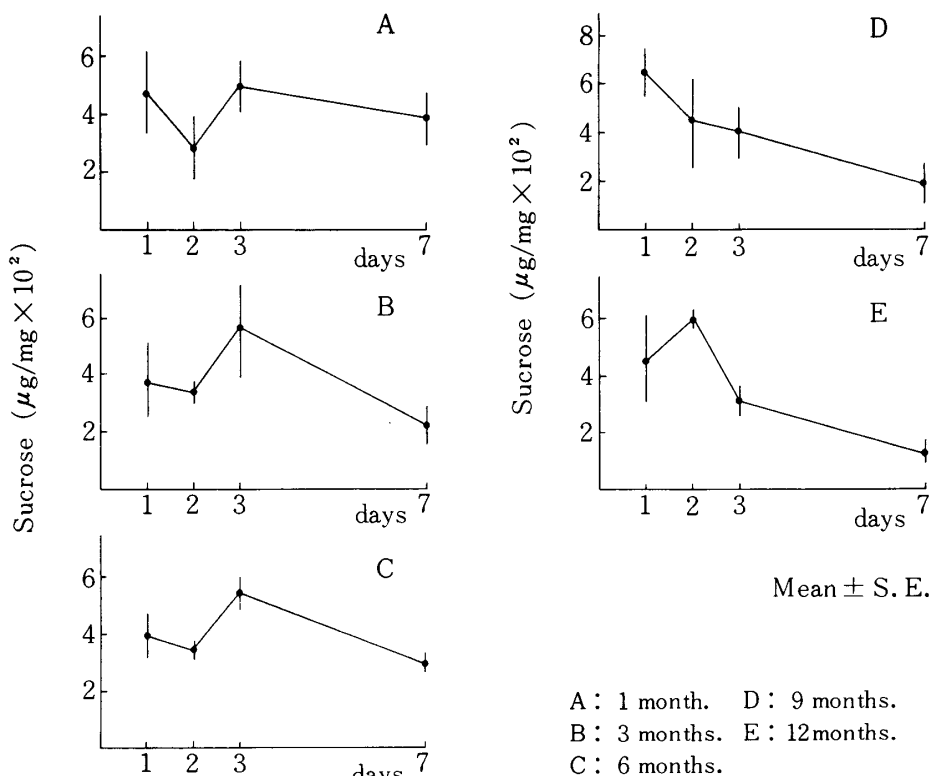 A
6
4
2
1 2 3 7
days
B
6
4
2
1 2 3 7
days
C
6
4
2
1 2 3 7
days
Sucrose (μg/mg×10²)
D
8
6
4
2
1 2 3 7
days
E
6
4
2
1 2 3 7
days
Sucrose (μg/mg×10²)
Mean ± S. E.
A : 1 month. D : 9 months.
B : 3 months. E : 12months.
C : 6 months.